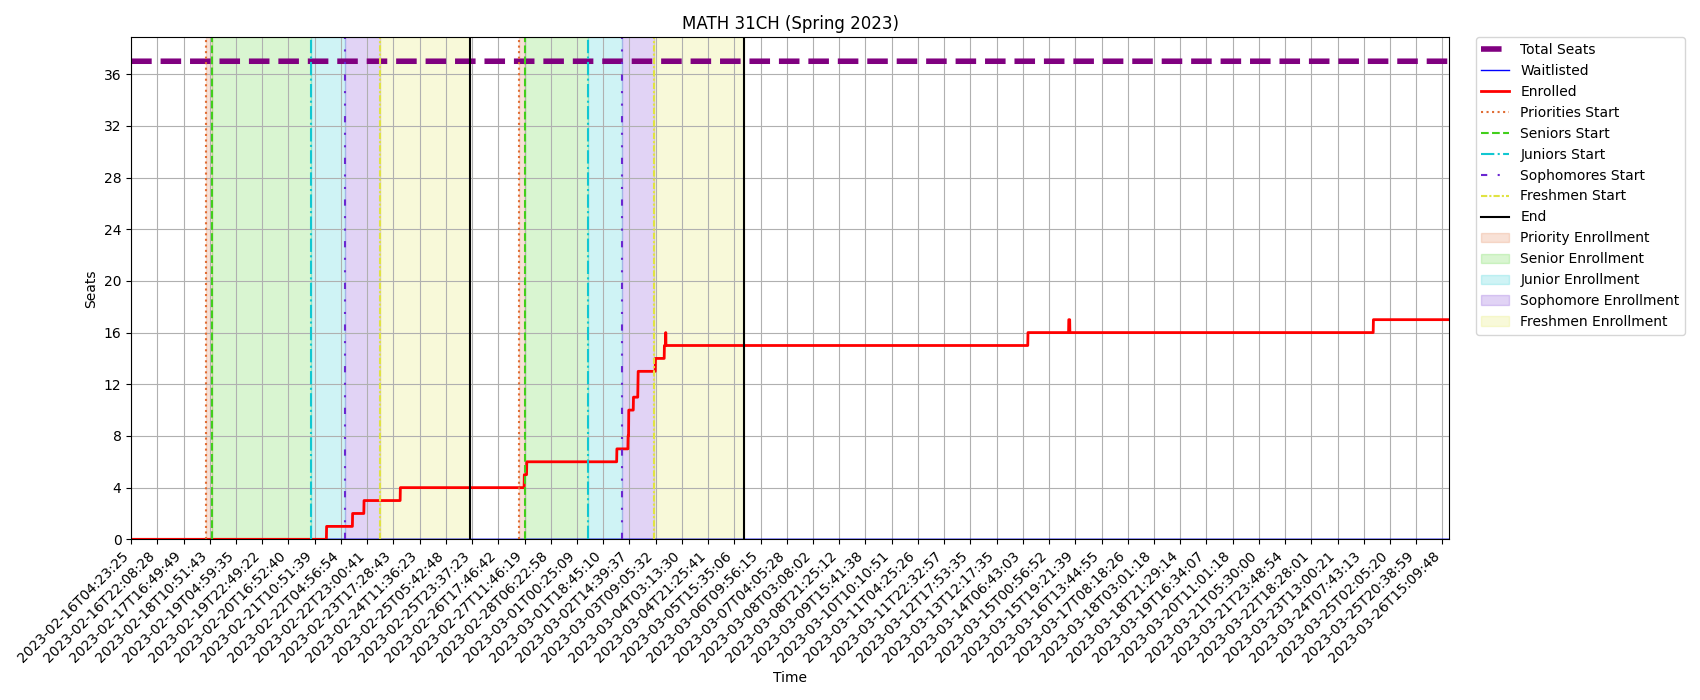 MATH 31CH (Spring 2023)
Seats
36
32
28
24
20
16
12
8
4
0
2023-02-16T04:23:25
2023-02-16T22:08:28
2023-02-17T16:49:49
2023-02-18T10:51:43
2023-02-19T04:59:35
2023-02-19T22:49:22
2023-02-20T16:52:40
2023-02-21T10:51:39
2023-02-22T04:56:54
2023-02-22T23:00:41
2023-02-23T17:28:43
2023-02-24T11:36:23
2023-02-25T05:42:48
2023-02-25T23:37:23
2023-02-26T17:46:42
2023-02-27T11:46:19
2023-02-28T06:22:58
2023-03-01T00:25:09
2023-03-01T18:45:10
2023-03-02T14:39:37
2023-03-03T09:05:32
2023-03-04T03:13:30
2023-03-04T21:25:41
2023-03-05T15:35:06
2023-03-06T09:56:15
2023-03-07T04:05:28
2023-03-08T03:08:02
2023-03-08T21:25:12
2023-03-09T15:41:38
2023-03-10T10:10:51
2023-03-11T04:25:26
2023-03-11T22:32:57
2023-03-12T17:53:35
2023-03-13T12:17:35
2023-03-14T06:43:03
2023-03-15T00:56:52
2023-03-15T19:21:39
2023-03-16T13:44:55
2023-03-17T08:18:26
2023-03-18T03:01:18
2023-03-18T21:29:14
2023-03-19T16:34:07
2023-03-20T11:01:18
2023-03-21T05:30:00
2023-03-21T23:48:54
2023-03-22T18:28:01
2023-03-23T13:00:21
2023-03-24T07:43:13
2023-03-25T02:05:20
2023-03-25T20:38:59
2023-03-26T15:09:48
Time
Total Seats
Waitlisted
Enrolled
Priorities Start
Seniors Start
Juniors Start
Sophomores Start
Freshmen Start
End
Priority Enrollment
Senior Enrollment
Junior Enrollment
Sophomore Enrollment
Freshmen Enrollment